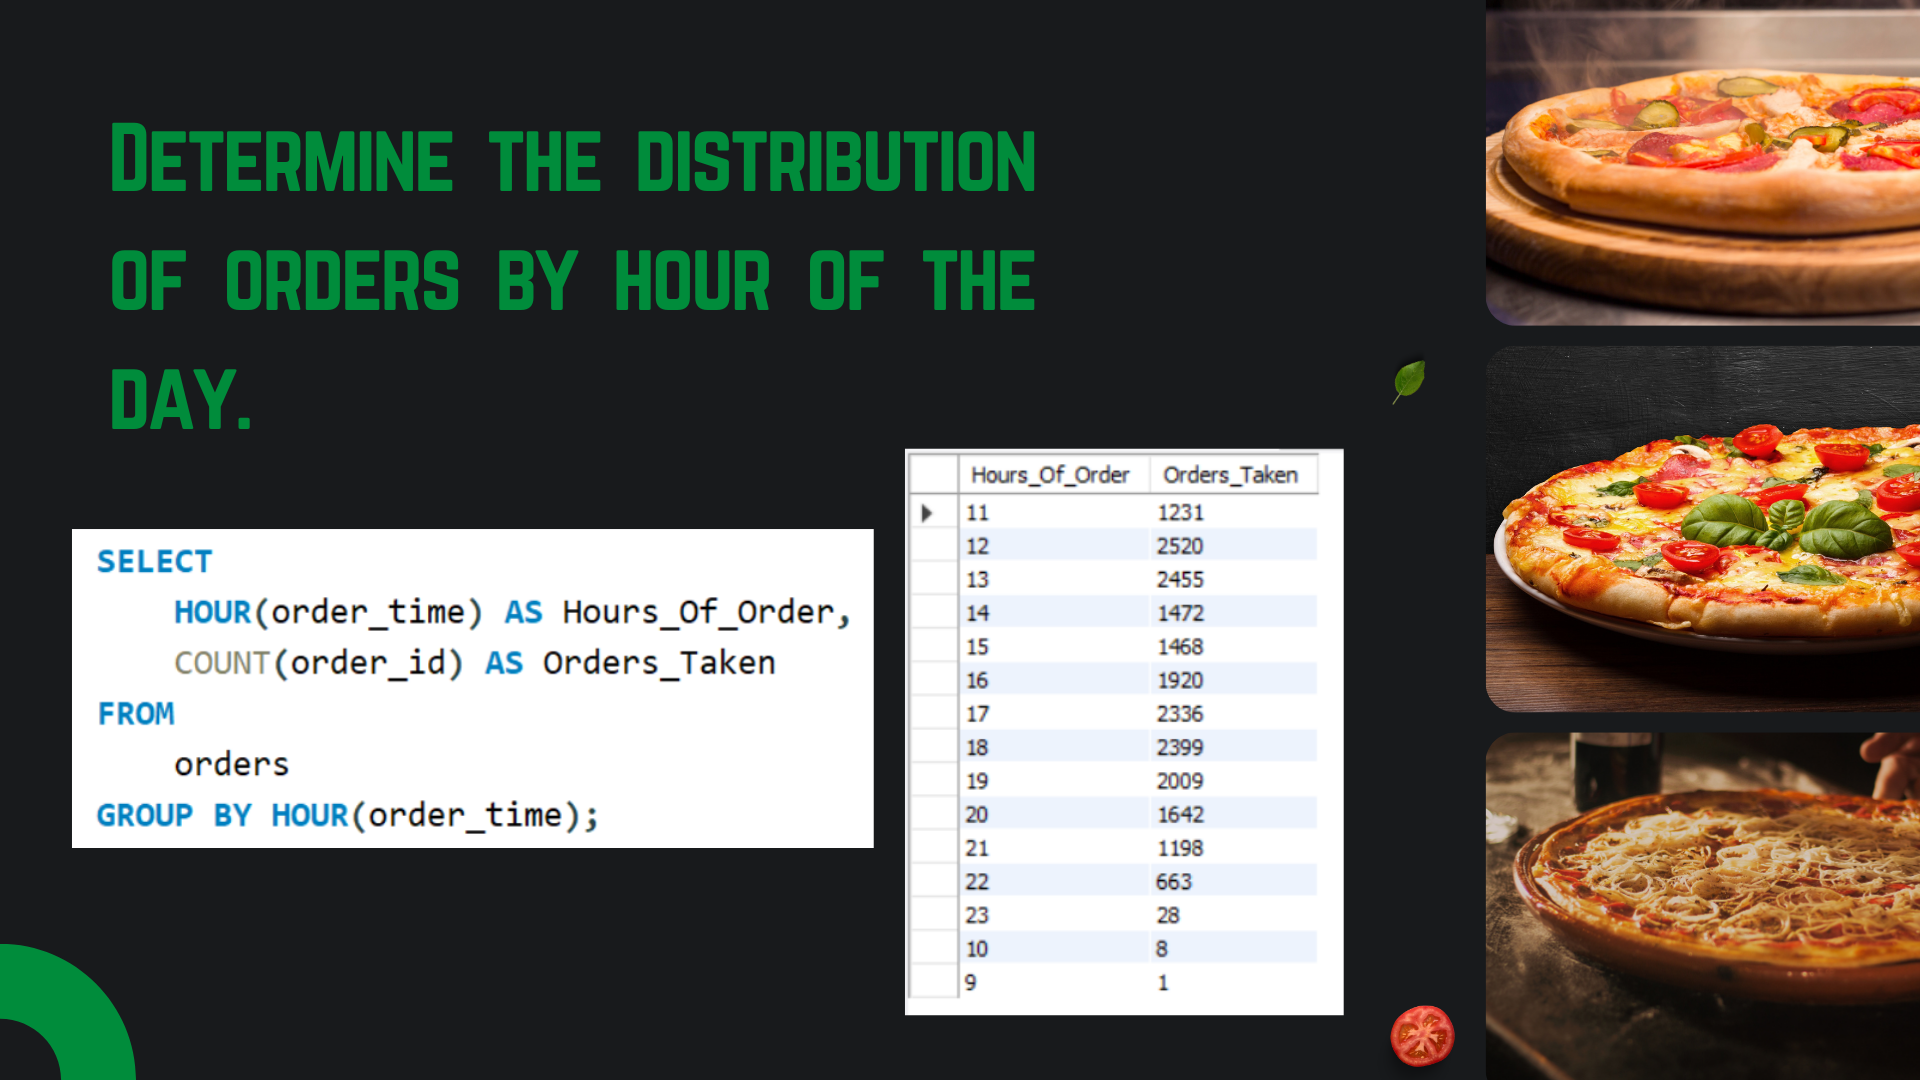 Determine the distribution
of orders by hour of the
day.
SELECT
HOUR(order_time) AS Hours_Of_Order,
COUNT(order_id) AS Orders_Taken
FROM
orders
GROUP BY HOUR(order_time);
Hours_Of_Order Orders_Taken
11 1231
12 2520
13 2455
14 1472
15 1468
16 1920
17 2336
18 2399
19 2009
20 1642
21 1198
22 663
23 28
10 8
9 1